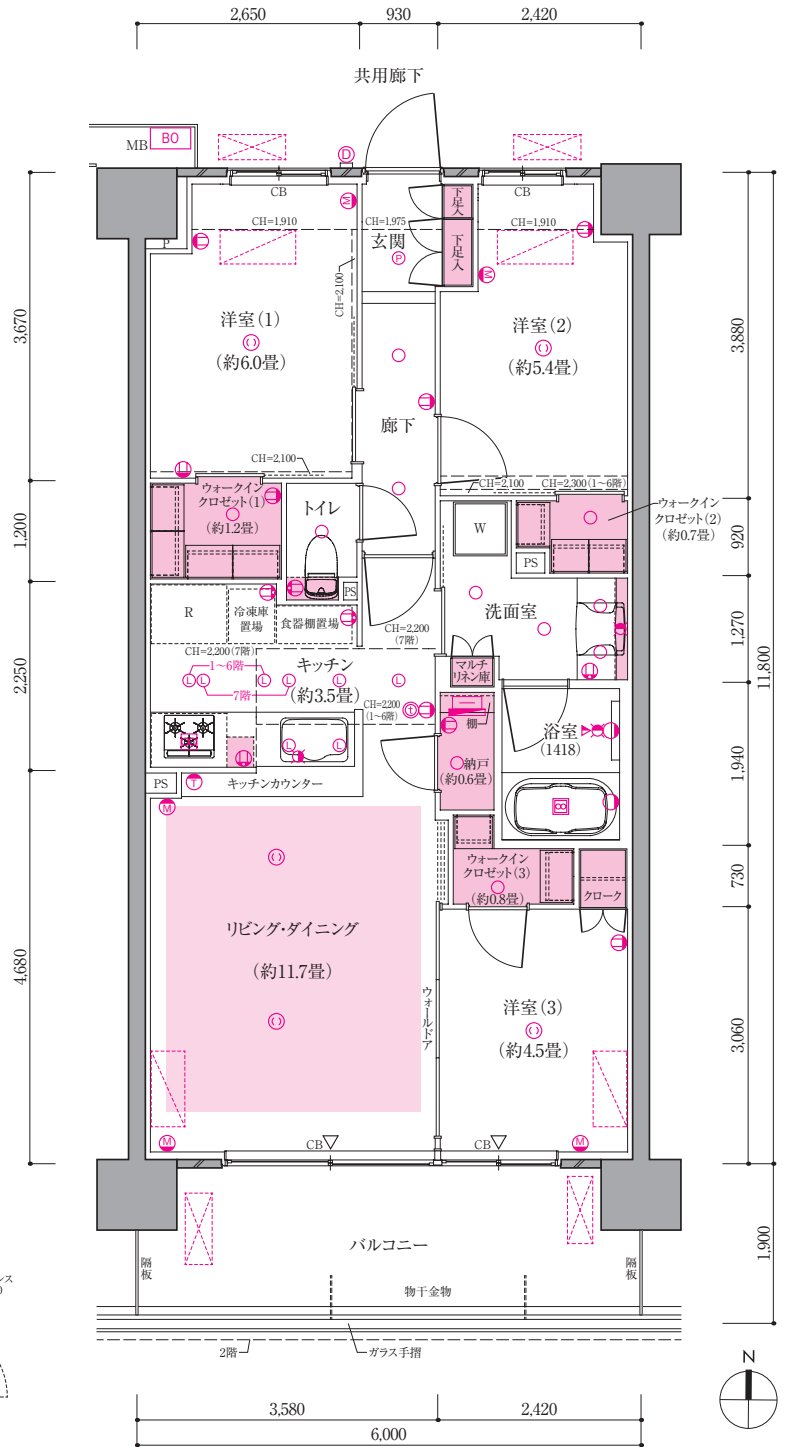 2,650
930
2,420
共用廊下
MB
BO
D
CB
CB
M
CH=1,910
CH=1,975
CH=1,910
下足入
下足入
玄関
P
P
M
CH=2,100
洋室(1)
(約6.0畳)
洋室(2)
(約5.4畳)
3,670
3,880
廊下
CH=2,100
CH=2,100
CH=2,300(1~6階)
ウォークイン
クロゼット(1)
(約1.2畳)
トイレ
W
PS
ウォークイン
クロゼット(2)
(約0.7畳)
1,200
920
PS
洗面室
R
冷凍庫
置場
食器棚置場
CH=2,200
(7階)
1,270
11,800
CH=2,200(7階)
キッチン
(約3.5畳)
1~6階
7階
L
L
L
L
L
L
CH=2,200
(1~6階)
t
マルチ
リネン庫
棚
浴室
(1418)
2,250
納戸
(約0.6畳)
1,940
L
L
PS
T
キッチンカウンター
M
ウォークイン
クロゼット(3)
(約0.8畳)
クローク
730
リビング・ダイニング
(約11.7畳)
ウォールドア
洋室(3)
(約4.5畳)
4,680
3,060
M
CB
CB
M
バルコニー
1,900
隔板
隔板
物干金物
2階
ガラス手摺
N
3,580
2,420
6,000